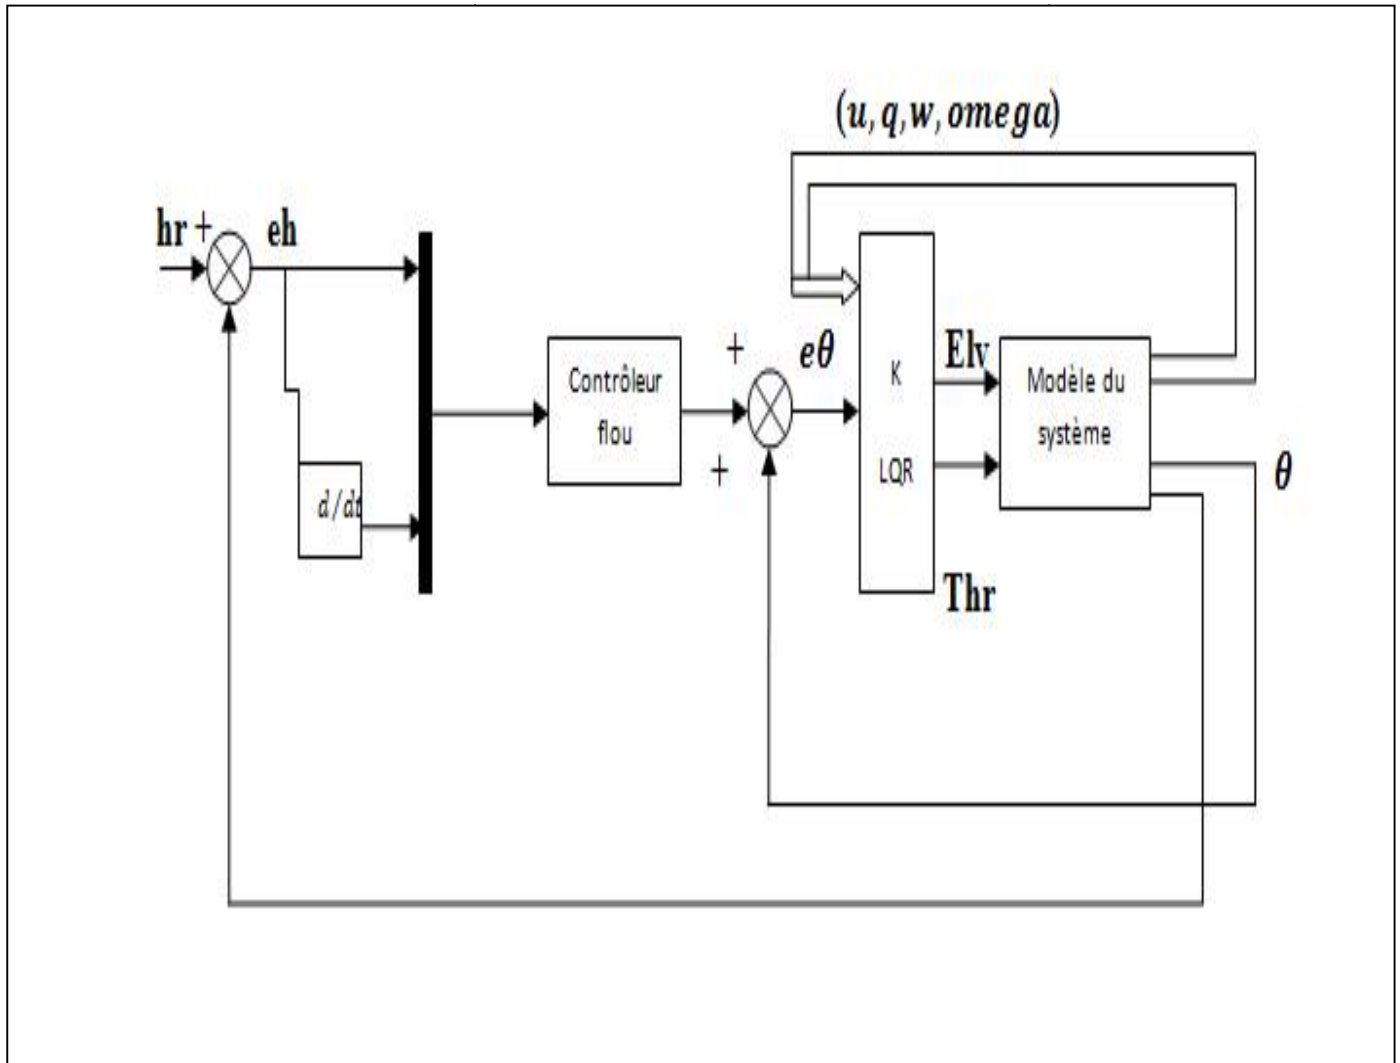 (u, q, w, omega)
hr +
eh
+
eθ
Elv
K
LQR
Contrôleur
flou
Modèle du
système
+
θ
d/dt
Thr